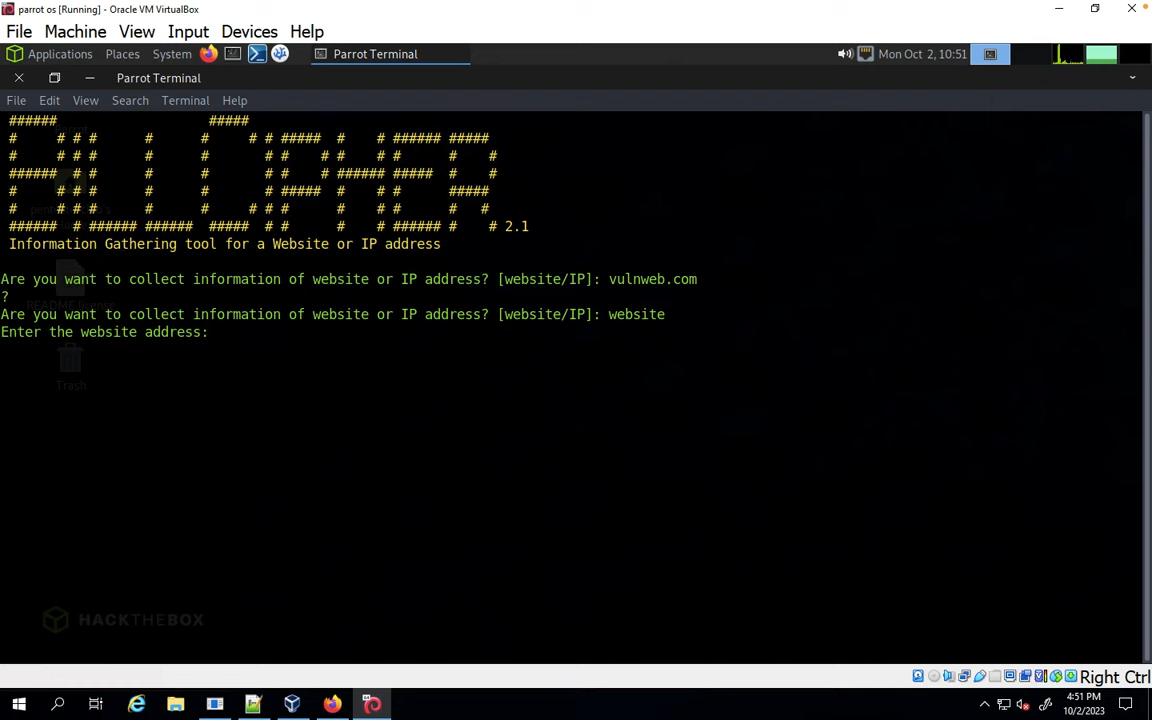 parrot os [Running] - Oracle VM VirtualBox
File Machine View Input Devices Help
Applications Places System Parrot Terminal Mon Oct 2, 10:51
Parrot Terminal
File Edit View Search Terminal Help
BILLCIPHER 2.1
Information Gathering tool for a Website or IP address
Are you want to collect information of website or IP address? [website/IP]: vulnweb.com
?
README license
Are you want to collect information of website or IP address? [website/IP]: website
Enter the website address:
Trash
HACKTHEBOX
Right Ctrl
4:51 PM
10/2/2023